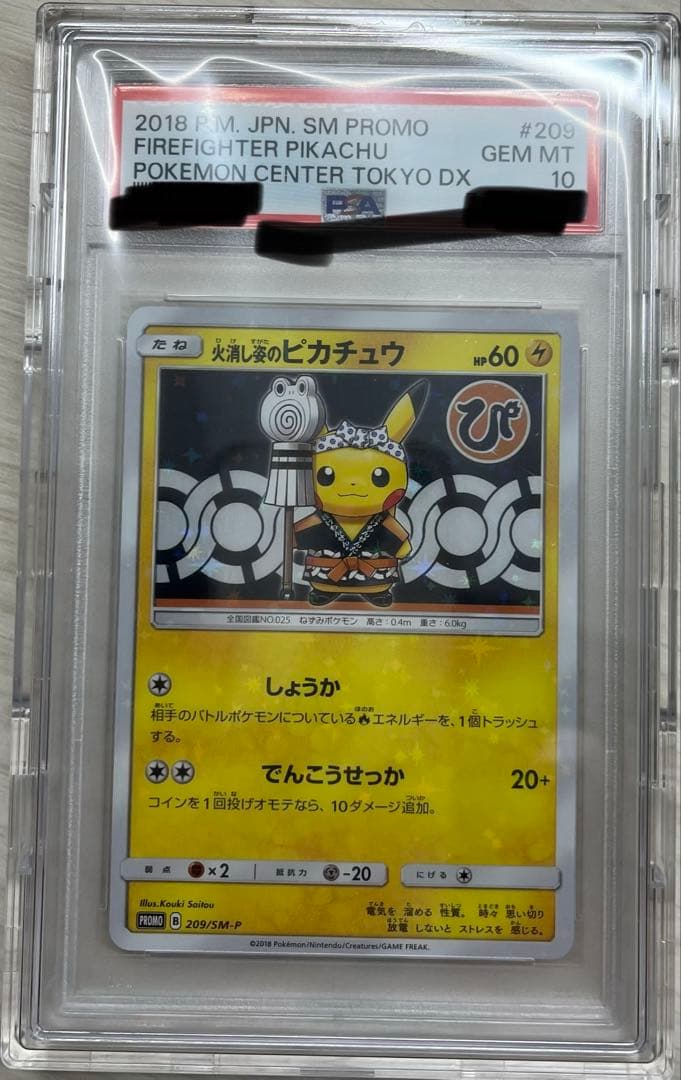 2018 P.M. JPN. SM PROMO #209
FIREFIGHTER PIKACHU GEM MT
POKEMON CENTER TOKYO DX 10
PSA
たね 火消し姿のピカチュウ HP60
ぴ
全国図鑑NO.025 ねずみポケモン 高さ:0.4m 重さ:6.0kg
しょうか
相手のバトルポケモンについているエネルギーを、1個トラッシュ
する。
でんこうせっか 20+
コインを1回投げオモテなら、10ダメージ追加。
弱点 ×2 抵抗力 -20 にげる
Illus.Kouki Saitou
PROMO B 209/SM-P
電気を 溜める 性質。 時々 思い切り
放電 しないと ストレスを 感じる。
©2018 Pokémon/Nintendo/Creatures/GAME FREAK.